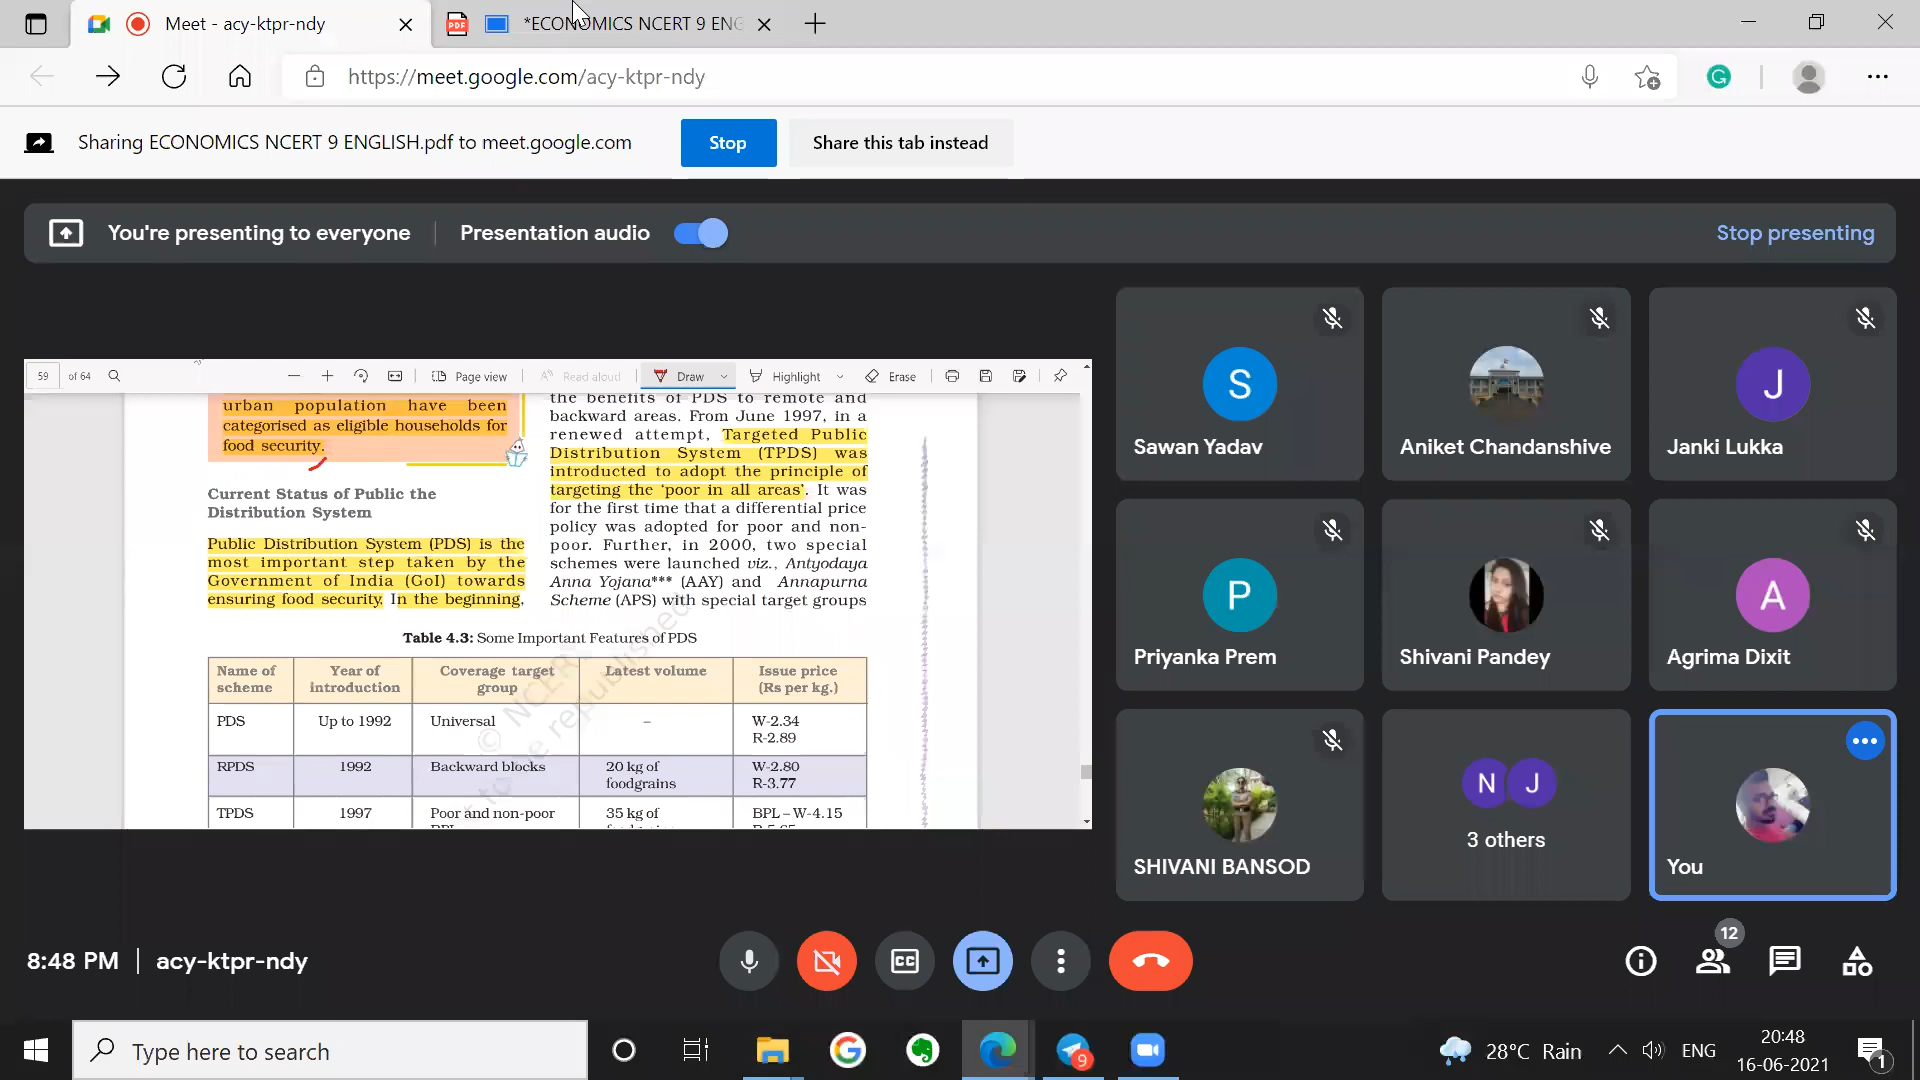 Meet - acy-ktpr-ndy
*ECONOMICS NCERT 9 ENG
https://meet.google.com/acy-ktpr-ndy
Sharing ECONOMICS NCERT 9 ENGLISH.pdf to meet.google.com
Stop
Share this tab instead
You're presenting to everyone
Presentation audio
Stop presenting
59 of 64
Page view
Read aloud
Draw
Highlight
Erase
urban population have been
categorised as eligible households for
food security.
Current Status of Public the
Distribution System
Public Distribution System (PDS) is the
most important step taken by the
Government of India (GoI) towards
ensuring food security. In the beginning,
the benefits of PDS to remote and
backward areas. From June 1997, in a
renewed attempt, Targeted Public
Distribution System (TPDS) was
introducted to adopt the principle of
targeting the ‘poor in all areas’. It was
for the first time that a differential price
policy was adopted for poor and non-
poor. Further, in 2000, two special
schemes were launched viz., Antyodaya
Anna Yojana*** (AAY) and Annapurna
Scheme (APS) with special target groups
Table 4.3: Some Important Features of PDS
Name of scheme Year of introduction Coverage target group Latest volume Issue price (Rs per kg.)
PDS Up to 1992 Universal – W-2.34
R-2.89
RPDS 1992 Backward blocks 20 kg of foodgrains W-2.80
R-3.77
TPDS 1997 Poor and non-poor 35 kg of BPL – W-4.15
© NCERT
to be republished
S
Sawan Yadav
Aniket Chandanshive
J
Janki Lukka
P
Priyanka Prem
Shivani Pandey
A
Agrima Dixit
SHIVANI BANSOD
N J
3 others
You
8:48 PM | acy-ktpr-ndy
CC
12
Type here to search
9
28°C Rain
ENG
20:48
16-06-2021
1